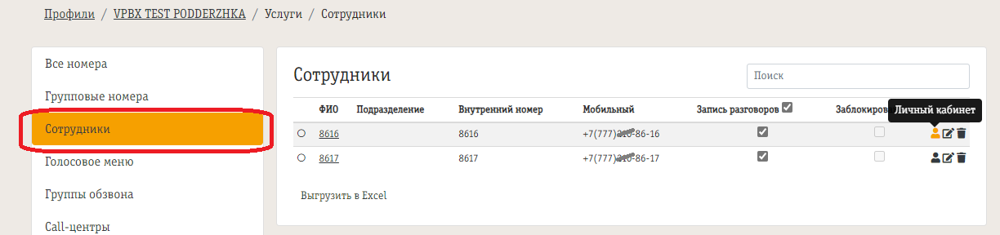 Профили / VPBX TEST PODDERZHKA / Услуги / Сотрудники
Все номера
Групповые номера
Сотрудники
Голосовое меню
Группы обзвона
Call-центры
Сотрудники
Поиск
ФИО Подразделение Внутренний номер Мобильный Запись разговоров Заблокиров
Личный кабинет
8616 8616 +7(777) -86-16
8617 8617 +7(777) -86-17
Выгрузить в Excel